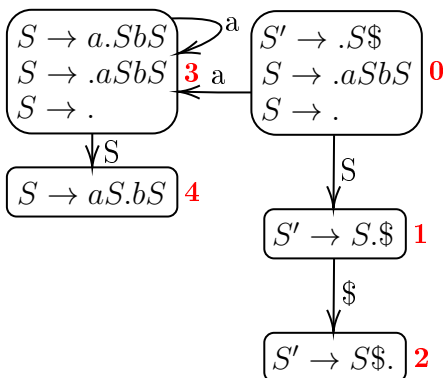 S → a.SbS
S → .aSbS
S → .
3
a
a
S' → .S$
S → .aSbS
S → .
0
S
S → aS.bS
4
S
S' → S.$
1
$
S' → S$.
2